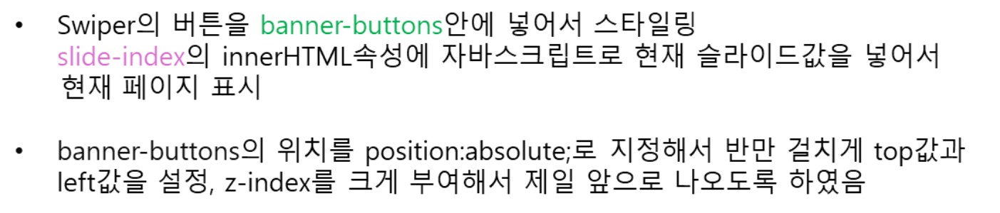 • Swiper의 버튼을 banner-buttons안에 넣어서 스타일링
slide-index의 innerHTML속성에 자바스크립트로 현재 슬라이드값을 넣어서
현재 페이지 표시
• banner-buttons의 위치를 position:absolute;로 지정해서 반만 걸치게 top값과
left값을 설정, z-index를 크게 부여해서 제일 앞으로 나오도록 하였음